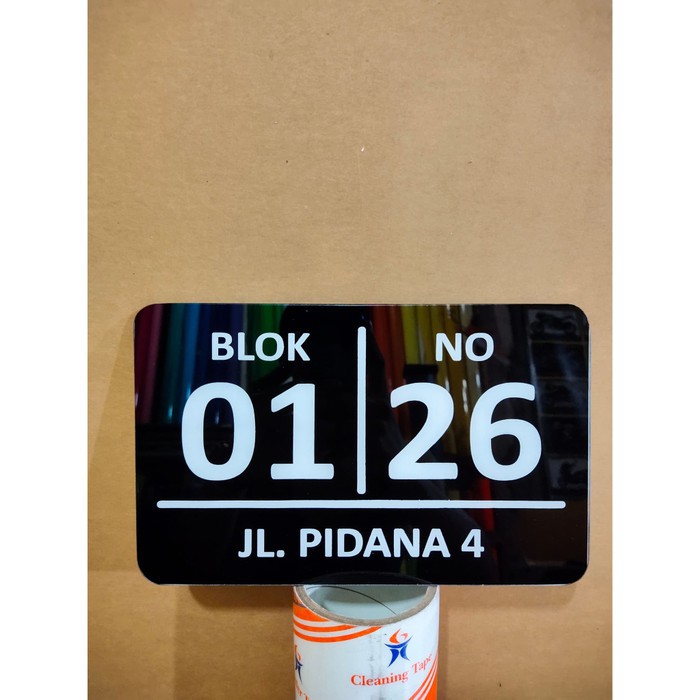 BLOK
NO
01
26
JL. PIDANA 4
Cleaning Tape